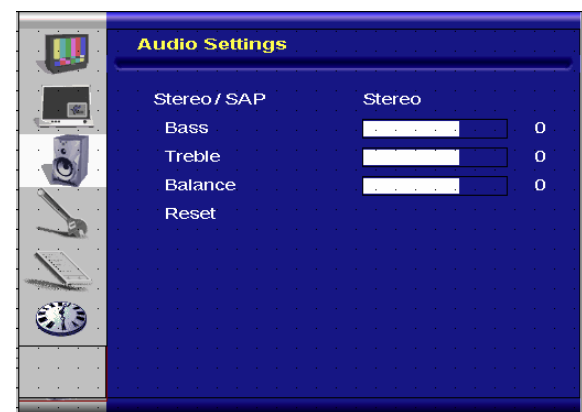 Audio Settings
Stereo / SAP Stereo
Bass 0
Treble 0
Balance 0
Reset